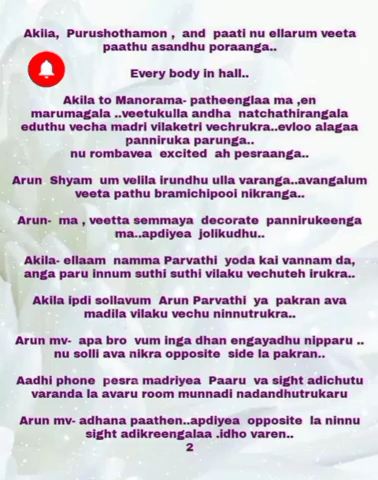 Akila, Purushothamon , and paati nu ellarum veeta
paathu asandhu poraanga..
Every body in hall..
Akila to Manorama- patheenglaa ma ,en
marumagala ..veetukulla andha natchathirangala
eduthu vecha madri vilaketri vechrukra..evloo alagaa
panniruka parunga..
nu rombavea excited ah pesraanga..
Arun Shyam um velila irundhu ulla varanga..avangalum
veeta pathu bramichipooi nikranga..
Arun- ma , veetta semmaya decorate pannirukeenga
ma..apdiyea jolikudhu..
Akila- ellaam namma Parvathi yoda kai vannam da,
anga paru innum suthi suthi vilaku vechuteh irukra..
Akila ipdi sollavum Arun Parvathi ya pakran ava
madila vilaku vechu ninnutrukra..
Arun mv- apa bro vum inga dhan engayadhu nipparu ..
nu solli ava nikra opposite side la pakran..
Aadhi phone pesra madriyea Paaru va sight adichutu
varanda la avaru room munnadi nadandhutrukaru
Arun mv- adhana paathen..apdiyea opposite la ninnu
sight adikreengalaa .idho varen..
2